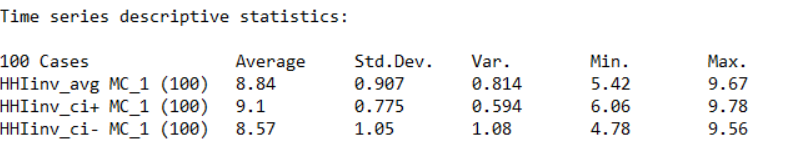 Time series descriptive statistics:
100 Cases Average Std.Dev. Var. Min. Max.
HHIinv_avg MC_1 (100) 8.84 0.907 0.814 5.42 9.67
HHIinv_ci+ MC_1 (100) 9.1 0.775 0.594 6.06 9.78
HHIinv_ci- MC_1 (100) 8.57 1.05 1.08 4.78 9.56